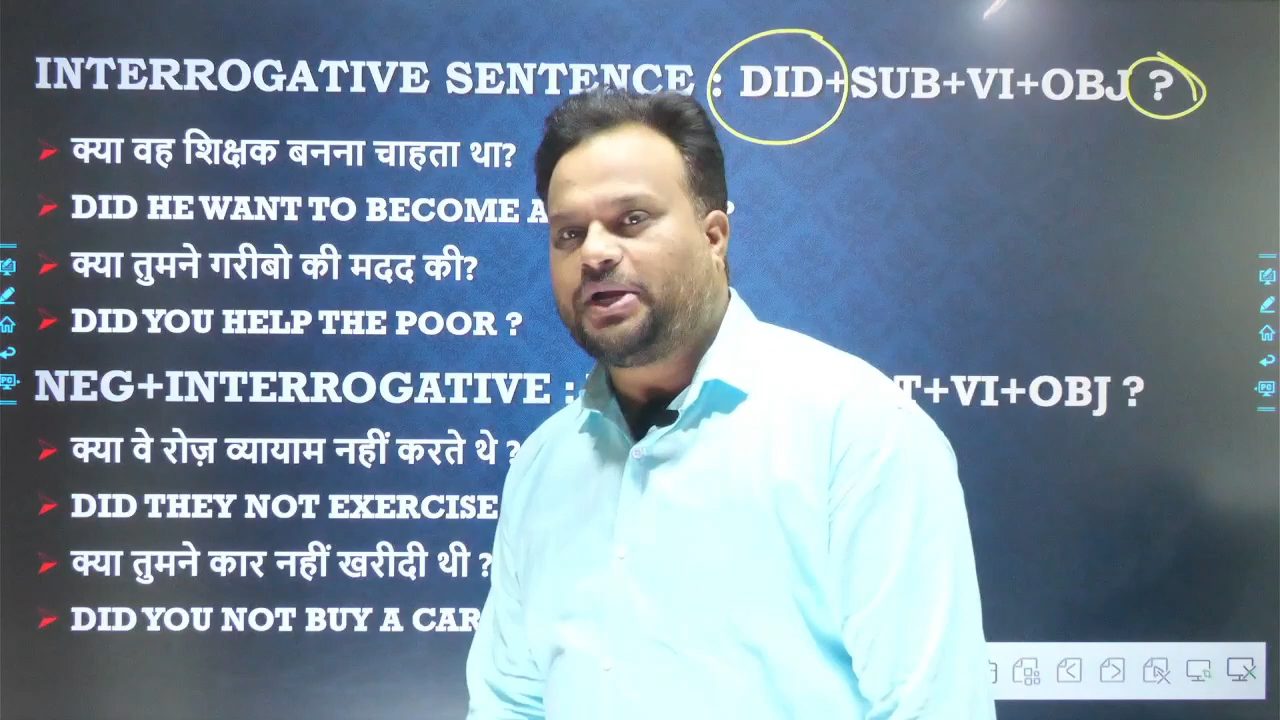 INTERROGATIVE SENTENCE : DID+SUB+VI+OBJ ?
क्या वह शिक्षक बनना चाहता था?
DID HE WANT TO BECOME A ?
क्या तुमने गरीबो की मदद की?
DID YOU HELP THE POOR ?
NEG+INTERROGATIVE : T+VI+OBJ ?
क्या वे रोज़ व्यायाम नहीं करते थे ?
DID THEY NOT EXERCISE
क्या तुमने कार नहीं खरीदी थी ?
DID YOU NOT BUY A CAR